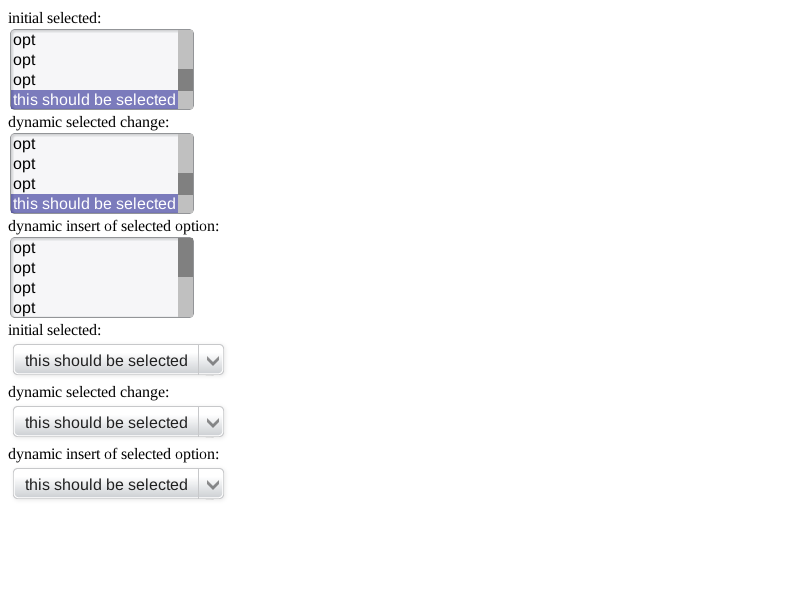 initial selected:
opt
opt
opt
this should be selected
dynamic selected change:
opt
opt
opt
this should be selected
dynamic insert of selected option:
opt
opt
opt
opt
initial selected:
this should be selected
dynamic selected change:
this should be selected
dynamic insert of selected option:
this should be selected